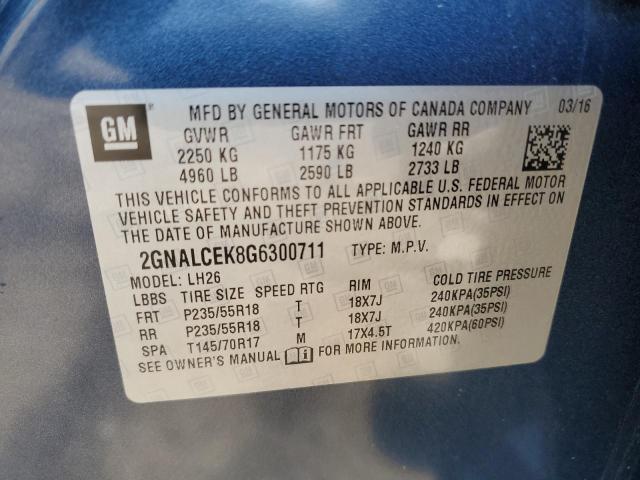 GM
MFD BY GENERAL MOTORS OF CANADA COMPANY 03/16
GVWR GAWR FRT GAWR RR
2250 KG 1175 KG 1240 KG
4960 LB 2590 LB 2733 LB
THIS VEHICLE CONFORMS TO ALL APPLICABLE U.S. FEDERAL MOTOR
VEHICLE SAFETY AND THEFT PREVENTION STANDARDS IN EFFECT ON
THE DATE OF MANUFACTURE SHOWN ABOVE.
2GNALCEK8G6300711 TYPE: M.P.V.
MODEL: LH26
LBBS TIRE SIZE SPEED RTG RIM COLD TIRE PRESSURE
FRT P235/55R18 T 18X7J 240KPA(35PSI)
RR P235/55R18 T 18X7J 240KPA(35PSI)
SPA T145/70R17 M 17X4.5T 420KPA(60PSI)
SEE OWNER'S MANUAL FOR MORE INFORMATION.